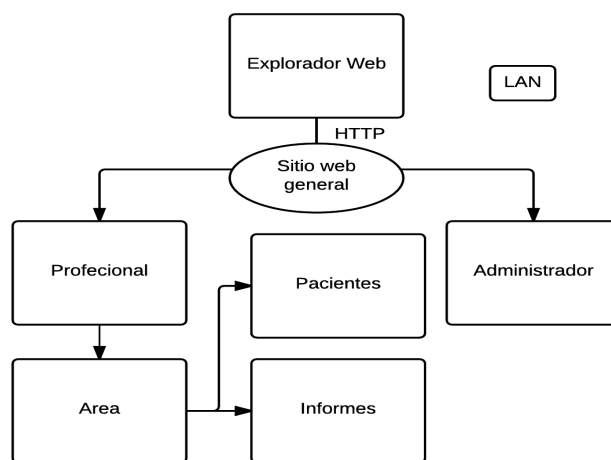 Explorador Web
LAN
HTTP
Sitio web
general
Profecional
Pacientes
Administrador
Area
Informes